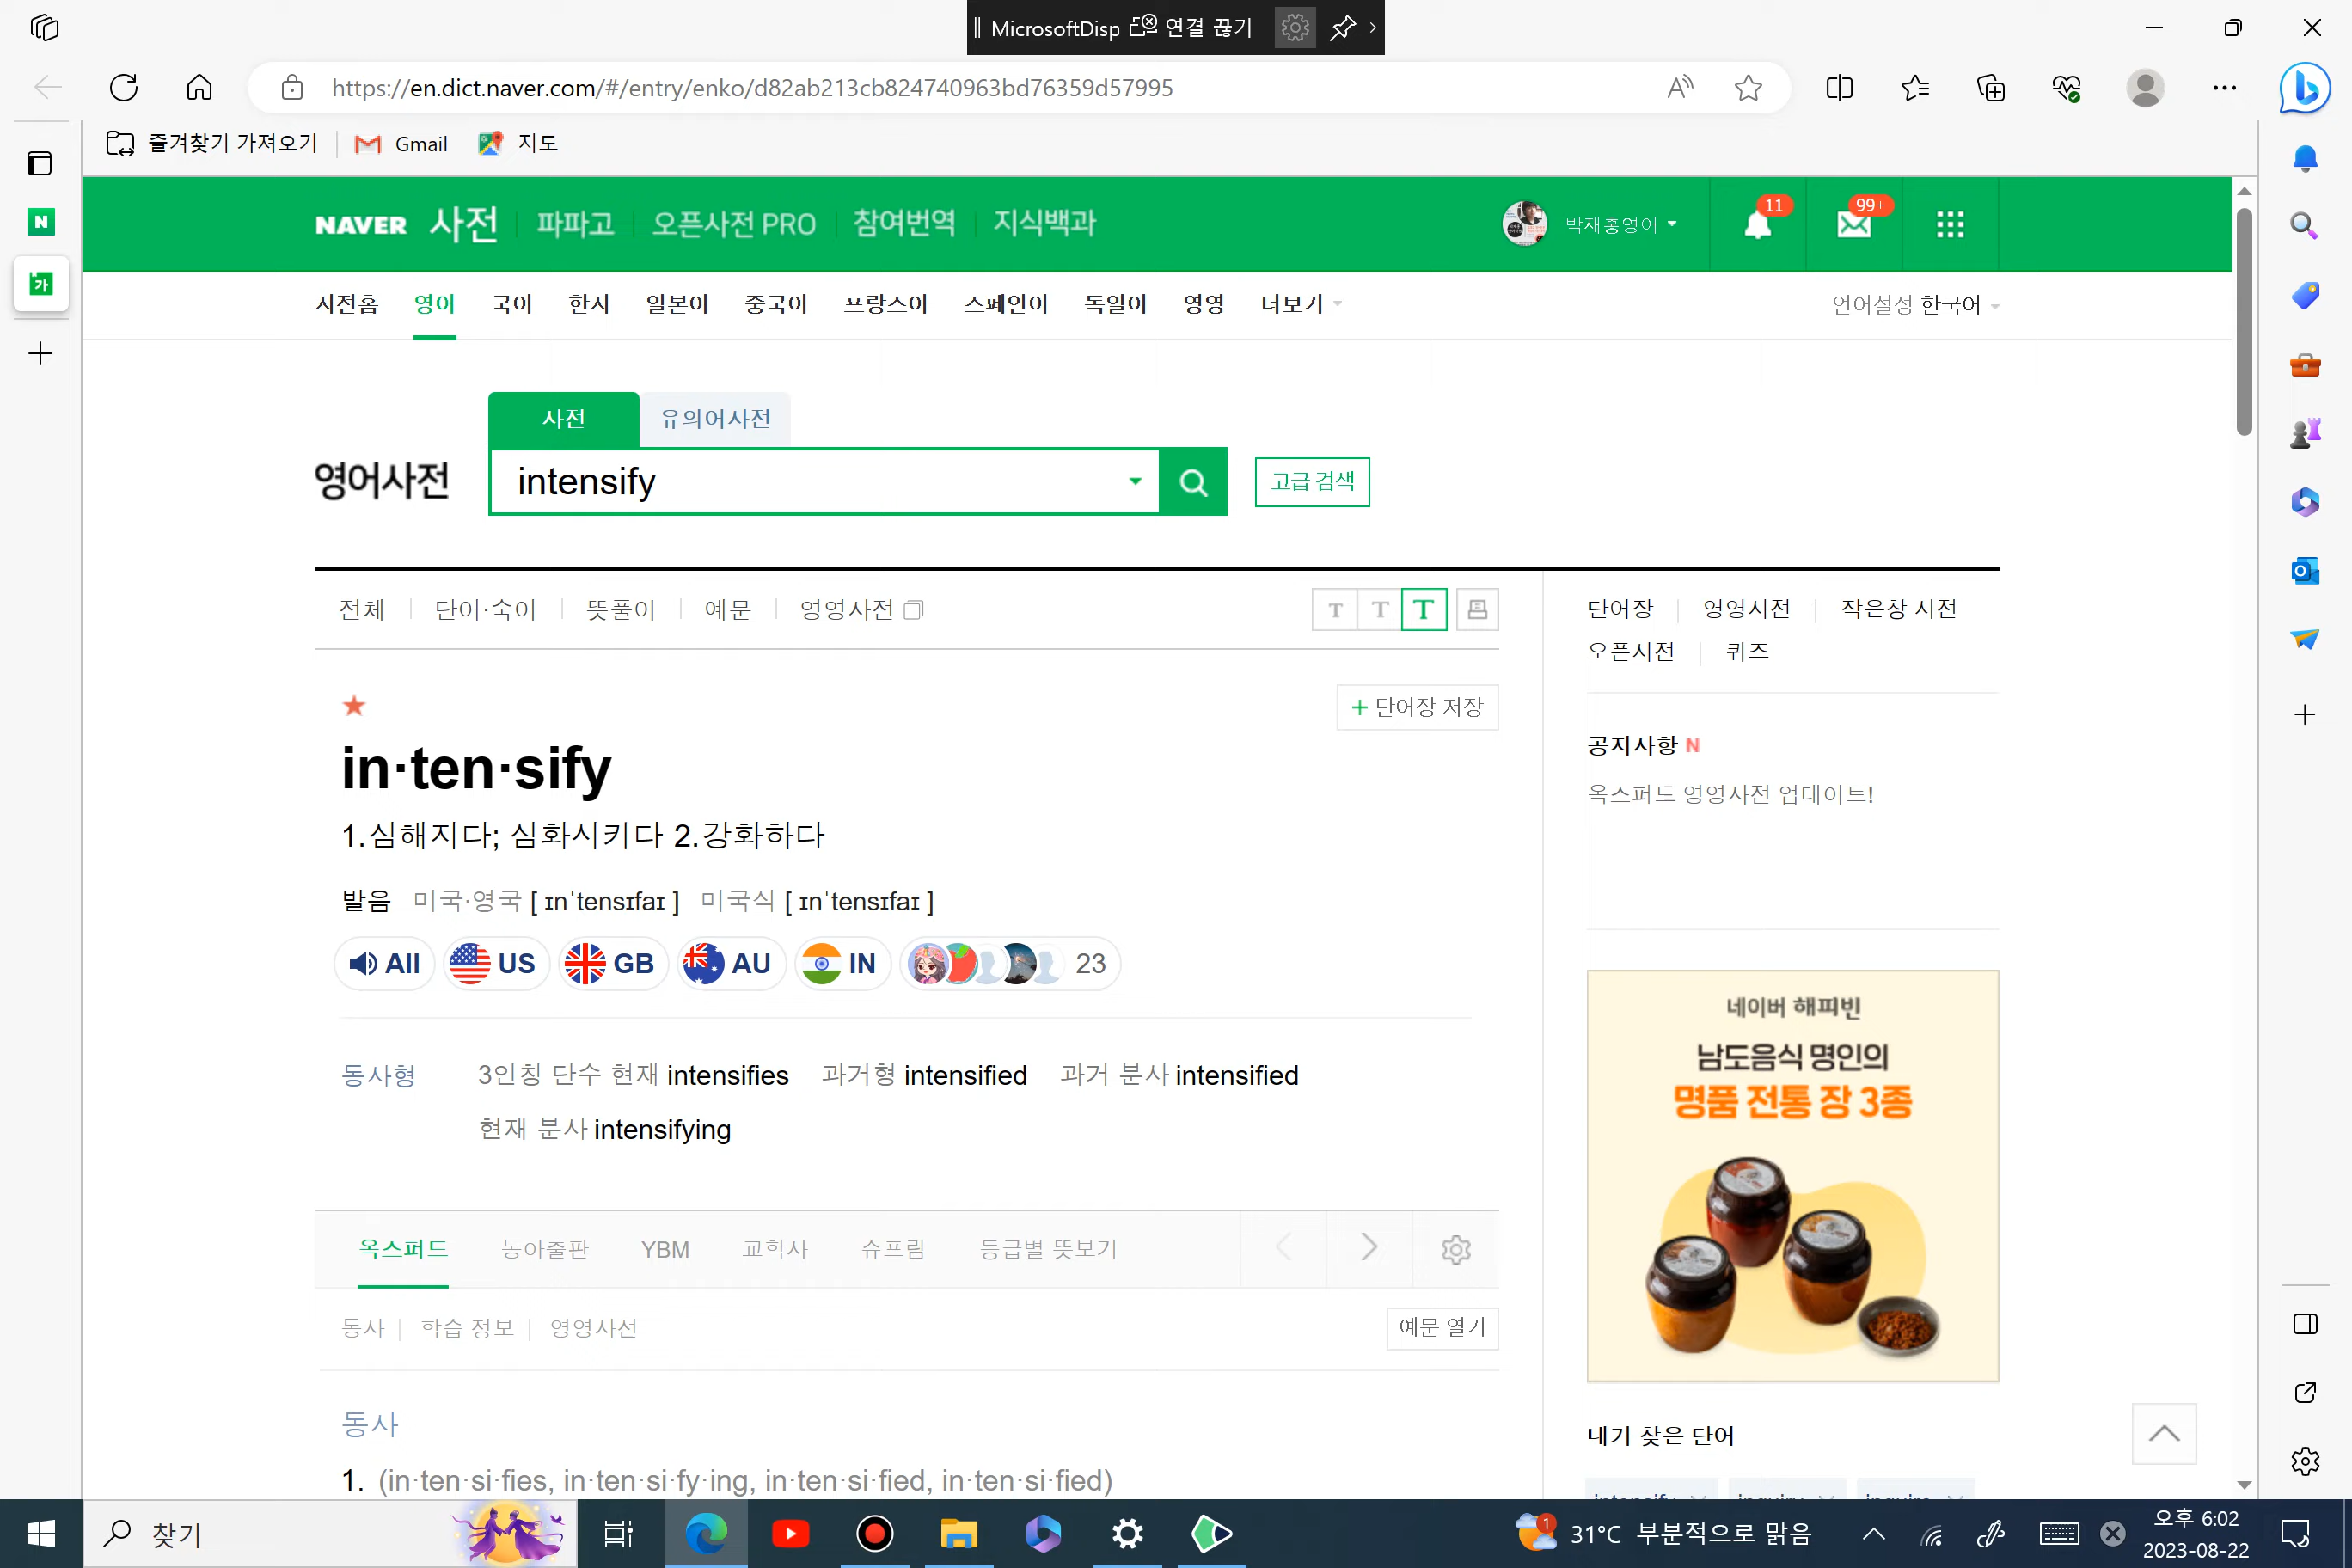 MicrosoftDisp 연결 끊기
https://en.dict.naver.com/#/entry/enko/d82ab213cb824740963bd76359d57995
즐겨찾기 가져오기 Gmail 지도
NAVER 사전 파파고 오픈사전 PRO 참여번역 지식백과 박재홍영어 11 99+
사전홈 영어 국어 한자 일본어 중국어 프랑스어 스페인어 독일어 영영 더보기 언어설정 한국어
사전 유의어사전
영어사전 intensify 고급 검색
전체 단어·숙어 뜻풀이 예문 영영사전 T T T
단어장 영영사전 작은창 사전
오픈사전 퀴즈
단어장 저장
in·ten·sify
1.심해지다; 심화시키다 2.강화하다
발음 미국·영국 [ ɪnˈtensɪfaɪ ] 미국식 [ ɪnˈtensɪfaɪ ]
All US GB AU IN 23
동사형 3인칭 단수 현재 intensifies 과거형 intensified 과거 분사 intensified
현재 분사 intensifying
옥스퍼드 동아출판 YBM 교학사 슈프림 등급별 뜻보기
동사 학습 정보 영영사전 예문 열기
동사
1. (in·ten·si·fies, in·ten·si·fy·ing, in·ten·si·fied, in·ten·si·fied)
공지사항 N
옥스퍼드 영영사전 업데이트!
네이버 해피빈
남도음식 명인의
명품 전통 장 3종
내가 찾은 단어
intensify inquiry inquire
찾기 1 31°C 부분적으로 맑음 오후 6:02
2023-08-22